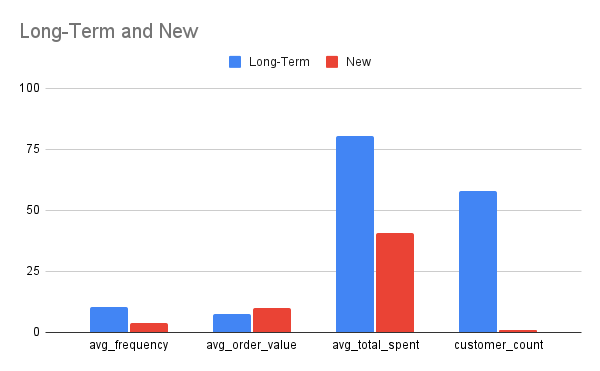 Long-Term and New
Long-Term New
100
75
50
25
0
avg_frequency avg_order_value avg_total_spent customer_count